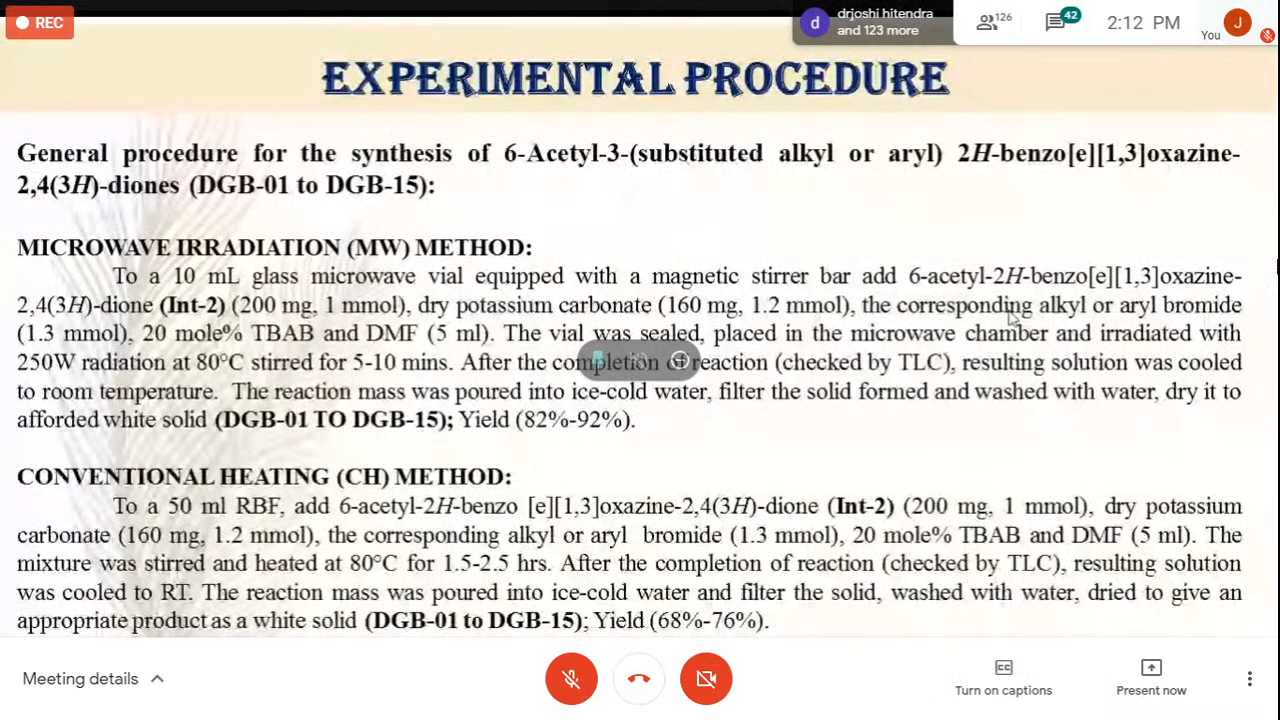 REC
drjoshi hitendra
and 123 more
d
126
42
2:12 PM
You
J
EXPERIMENTAL PROCEDURE
General procedure for the synthesis of 6-Acetyl-3-(substituted alkyl or aryl) 2H-benzo[e][1,3]oxazine-
2,4(3H)-diones (DGB-01 to DGB-15):
MICROWAVE IRRADIATION (MW) METHOD:
To a 10 mL glass microwave vial equipped with a magnetic stirrer bar add 6-acetyl-2H-benzo[e][1,3]oxazine-
2,4(3H)-dione (Int-2) (200 mg, 1 mmol), dry potassium carbonate (160 mg, 1.2 mmol), the corresponding alkyl or aryl bromide
(1.3 mmol), 20 mole% TBAB and DMF (5 ml). The vial was sealed, placed in the microwave chamber and irradiated with
250W radiation at 80°C stirred for 5-10 mins. After the completion of reaction (checked by TLC), resulting solution was cooled
to room temperature. The reaction mass was poured into ice-cold water, filter the solid formed and washed with water, dry it to
afforded white solid (DGB-01 TO DGB-15); Yield (82%-92%).
CONVENTIONAL HEATING (CH) METHOD:
To a 50 ml RBF, add 6-acetyl-2H-benzo [e][1,3]oxazine-2,4(3H)-dione (Int-2) (200 mg, 1 mmol), dry potassium
carbonate (160 mg, 1.2 mmol), the corresponding alkyl or aryl bromide (1.3 mmol), 20 mole% TBAB and DMF (5 ml). The
mixture was stirred and heated at 80°C for 1.5-2.5 hrs. After the completion of reaction (checked by TLC), resulting solution
was cooled to RT. The reaction mass was poured into ice-cold water and filter the solid, washed with water, dried to give an
appropriate product as a white solid (DGB-01 to DGB-15); Yield (68%-76%).
Meeting details
Turn on captions
Present now